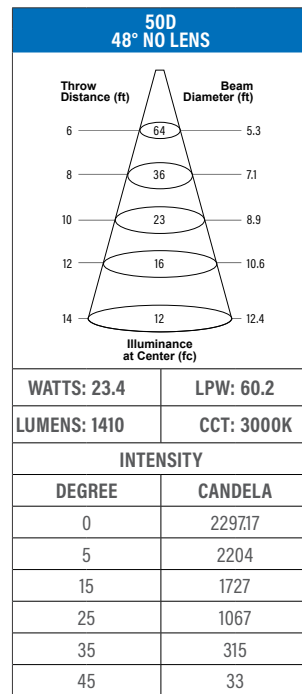 50D
48° NO LENS
Throw Distance (ft)
Beam Diameter (ft)
6 64 5.3
8 36 7.1
10 23 8.9
12 16 10.6
14 12 12.4
Illuminance
at Center (fc)
WATTS: 23.4 LPW: 60.2
LUMENS: 1410 CCT: 3000K
INTENSITY
DEGREE CANDELA
0 2297.17
5 2204
15 1727
25 1067
35 315
45 33